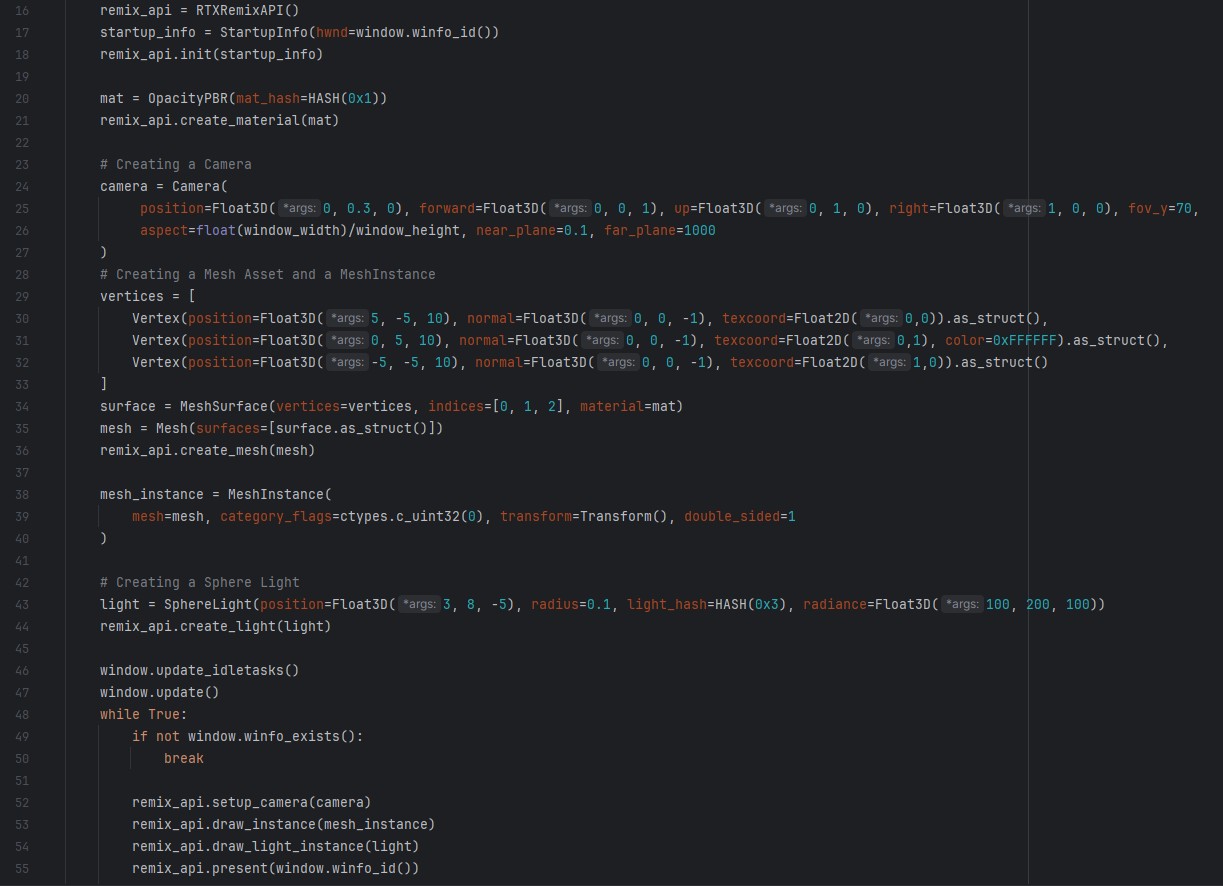 16 remix_api = RTXRemixAPI()
17 startup_info = StartupInfo(hwnd=window.winfo_id())
18 remix_api.init(startup_info)
19
20 mat = OpacityPBR(mat_hash=HASH(0x1))
21 remix_api.create_material(mat)
22
23 # Creating a Camera
24 camera = Camera(
25 position=Float3D( *args: 0, 0.3, 0), forward=Float3D( *args: 0, 0, 1), up=Float3D( *args: 0, 1, 0), right=Float3D( *args: 1, 0, 0), fov_y=70,
26 aspect=float(window_width)/window_height, near_plane=0.1, far_plane=1000
27 )
28 # Creating a Mesh Asset and a MeshInstance
29 vertices = [
30 Vertex(position=Float3D( *args: 5, -5, 10), normal=Float3D( *args: 0, 0, -1), texcoord=Float2D( *args: 0,0)).as_struct(),
31 Vertex(position=Float3D( *args: 0, 5, 10), normal=Float3D( *args: 0, 0, -1), texcoord=Float2D( *args: 0,1), color=0xFFFFFF).as_struct(),
32 Vertex(position=Float3D( *args: -5, -5, 10), normal=Float3D( *args: 0, 0, -1), texcoord=Float2D( *args: 1,0)).as_struct()
33 ]
34 surface = MeshSurface(vertices=vertices, indices=[0, 1, 2], material=mat)
35 mesh = Mesh(surfaces=[surface.as_struct()])
36 remix_api.create_mesh(mesh)
37
38 mesh_instance = MeshInstance(
39 mesh=mesh, category_flags=ctypes.c_uint32(0), transform=Transform(), double_sided=1
40 )
41
42 # Creating a Sphere Light
43 light = SphereLight(position=Float3D( *args: 3, 8, -5), radius=0.1, light_hash=HASH(0x3), radiance=Float3D( *args: 100, 200, 100))
44 remix_api.create_light(light)
45
46 window.update_idletasks()
47 window.update()
48 while True:
49 if not window.winfo_exists():
50 break
51
52 remix_api.setup_camera(camera)
53 remix_api.draw_instance(mesh_instance)
54 remix_api.draw_light_instance(light)
55 remix_api.present(window.winfo_id())